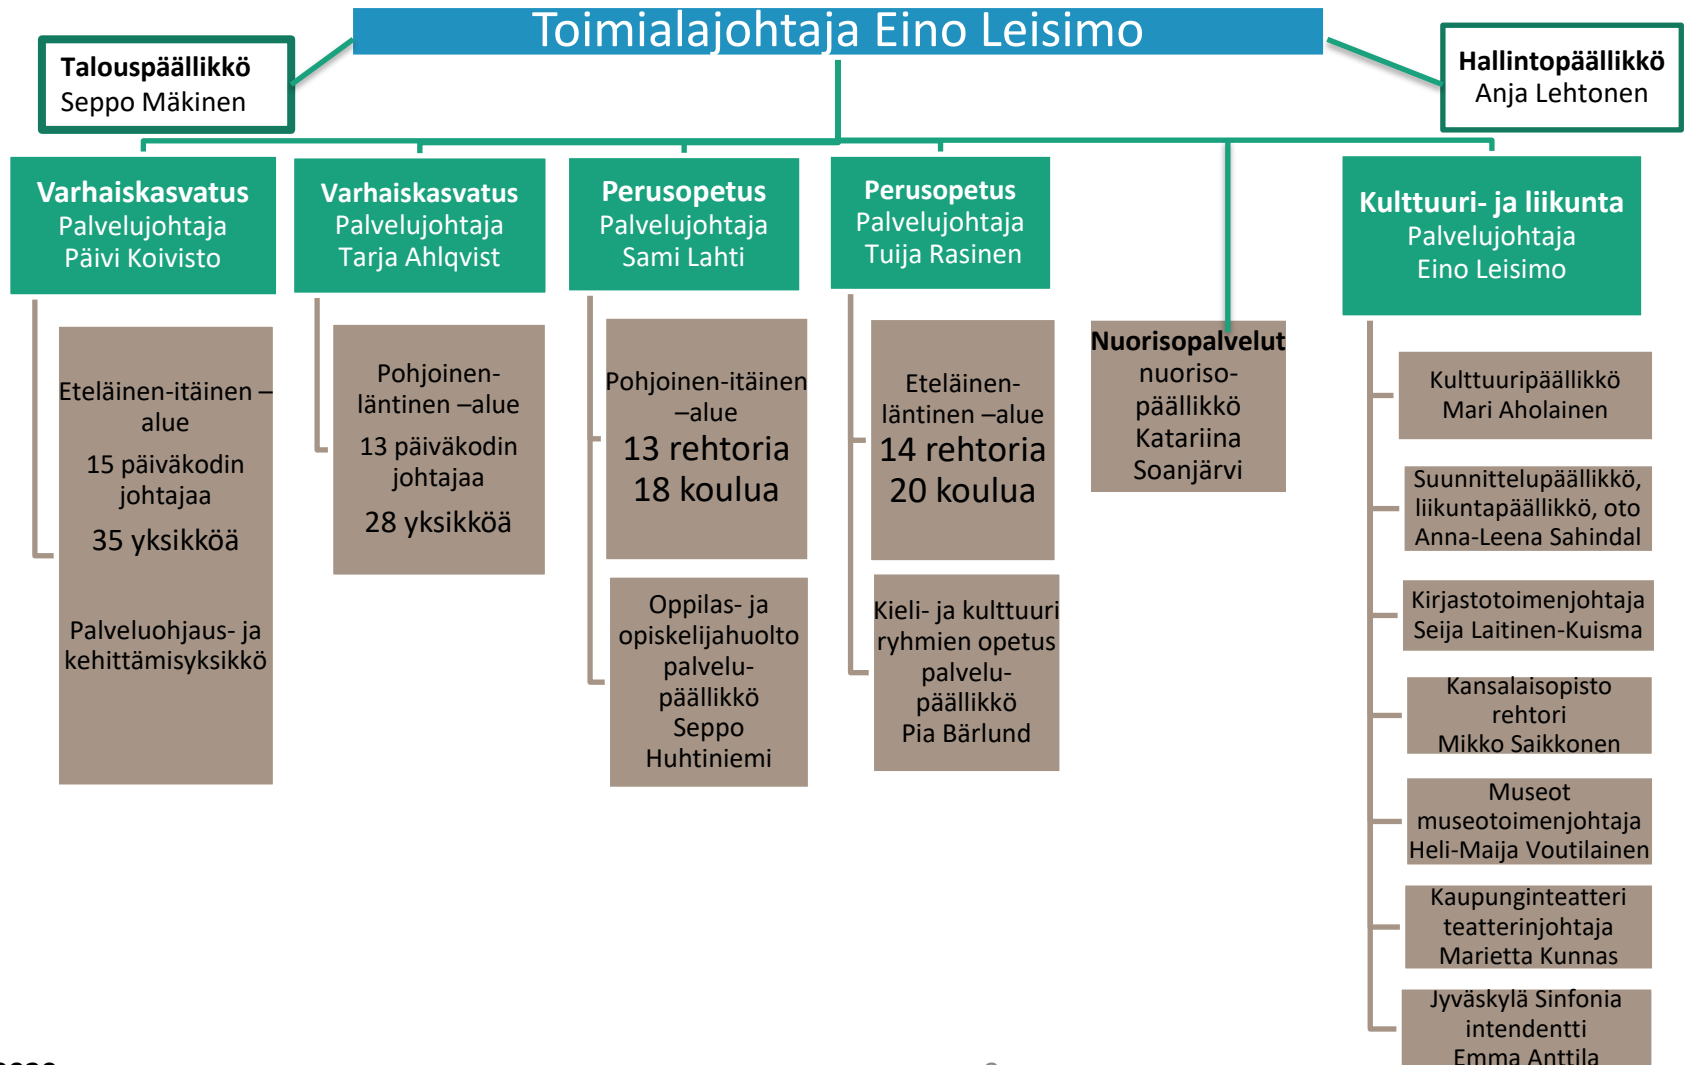 Toimialajohtaja Eino Leisimo
Talouspäällikkö
Seppo Mäkinen
Hallintopäällikkö
Anja Lehtonen
Varhaiskasvatus
Palvelujohtaja
Päivi Koivisto
Eteläinen-itäinen –
alue
15 päiväkodin
johtajaa
35 yksikköä
Palveluohjaus- ja
kehittämisyksikkö
Varhaiskasvatus
Palvelujohtaja
Tarja Ahlqvist
Pohjoinen-
läntinen –alue
13 päiväkodin
johtajaa
28 yksikköä
Perusopetus
Palvelujohtaja
Sami Lahti
Pohjoinen-itäinen
–alue
13 rehtoria
18 koulua
Oppilas- ja
opiskelijahuolto
palvelu-
päällikkö
Seppo
Huhtiniemi
Perusopetus
Palvelujohtaja
Tuija Rasinen
Eteläinen-
läntinen –alue
14 rehtoria
20 koulua
Kieli- ja kulttuuri
ryhmien opetus
palvelu-
päällikkö
Pia Bärlund
Nuorisopalvelut
nuoriso-
päällikkö
Katariina
Soanjärvi
Kulttuuri- ja liikunta
Palvelujohtaja
Eino Leisimo
Kulttuuripäällikkö
Mari Aholainen
Suunnittelupäällikkö,
liikuntapäällikkö, oto
Anna-Leena Sahindal
Kirjastotoimenjohtaja
Seija Laitinen-Kuisma
Kansalaisopisto
rehtori
Mikko Saikkonen
Museot
museotoimenjohtaja
Heli-Maija Voutilainen
Kaupunginteatteri
teatterinjohtaja
Marietta Kunnas
Jyväskylä Sinfonia
intendentti
Emma Anttila